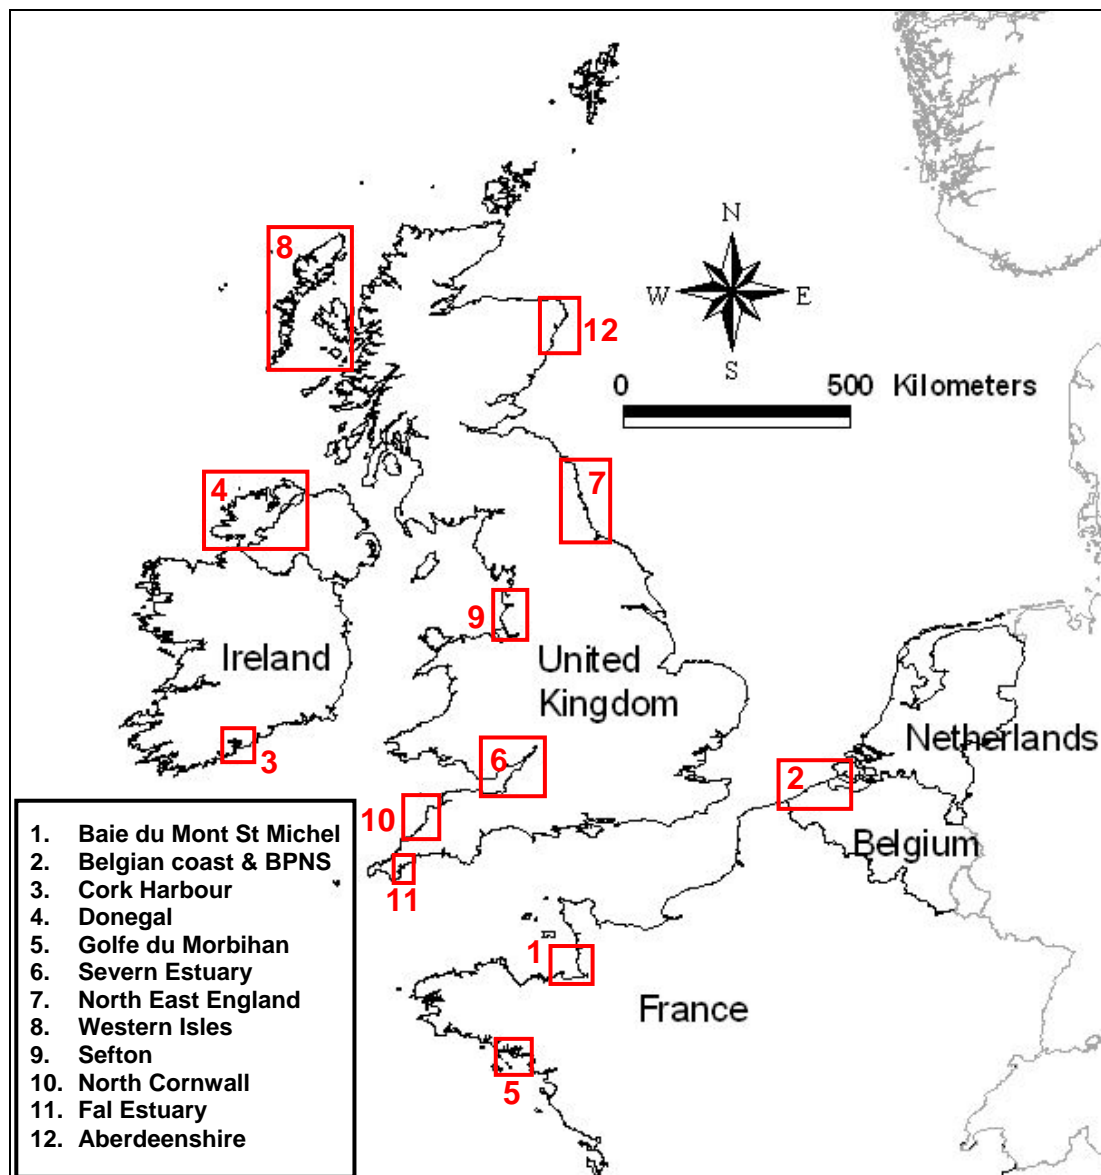 8
N
W E
S
12
0 500 Kilometers
4
7
9
Ireland
United
Kingdom
Netherlands
3
6
2
10
Belgium
11
1
France
5
1. Baie du Mont St Michel
2. Belgian coast & BPNS
3. Cork Harbour
4. Donegal
5. Golfe du Morbihan
6. Severn Estuary
7. North East England
8. Western Isles
9. Sefton
10. North Cornwall
11. Fal Estuary
12. Aberdeenshire